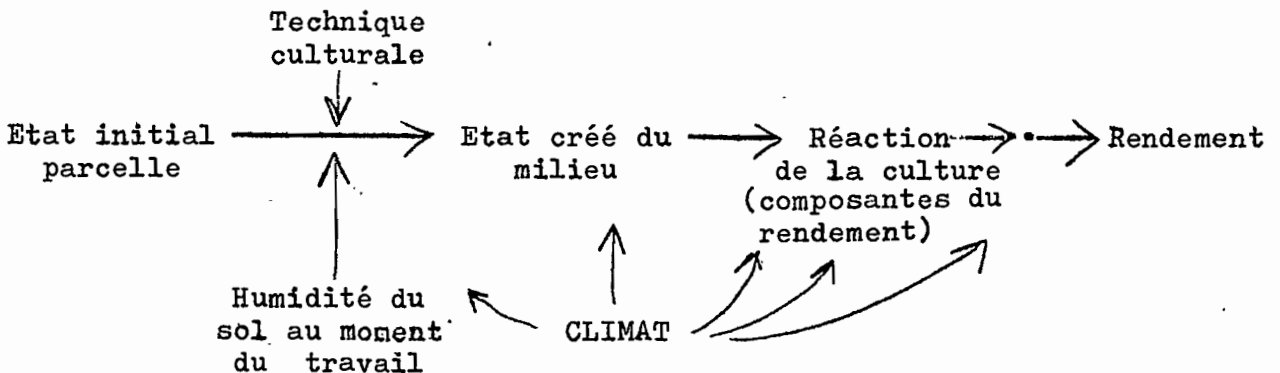 Technique
culturale
Etat initial
parcelle
Etat créé du
milieu
Réaction
de la culture
(composantes du
rendement)
Rendement
Humidité du
sol au moment
du travail
CLIMAT